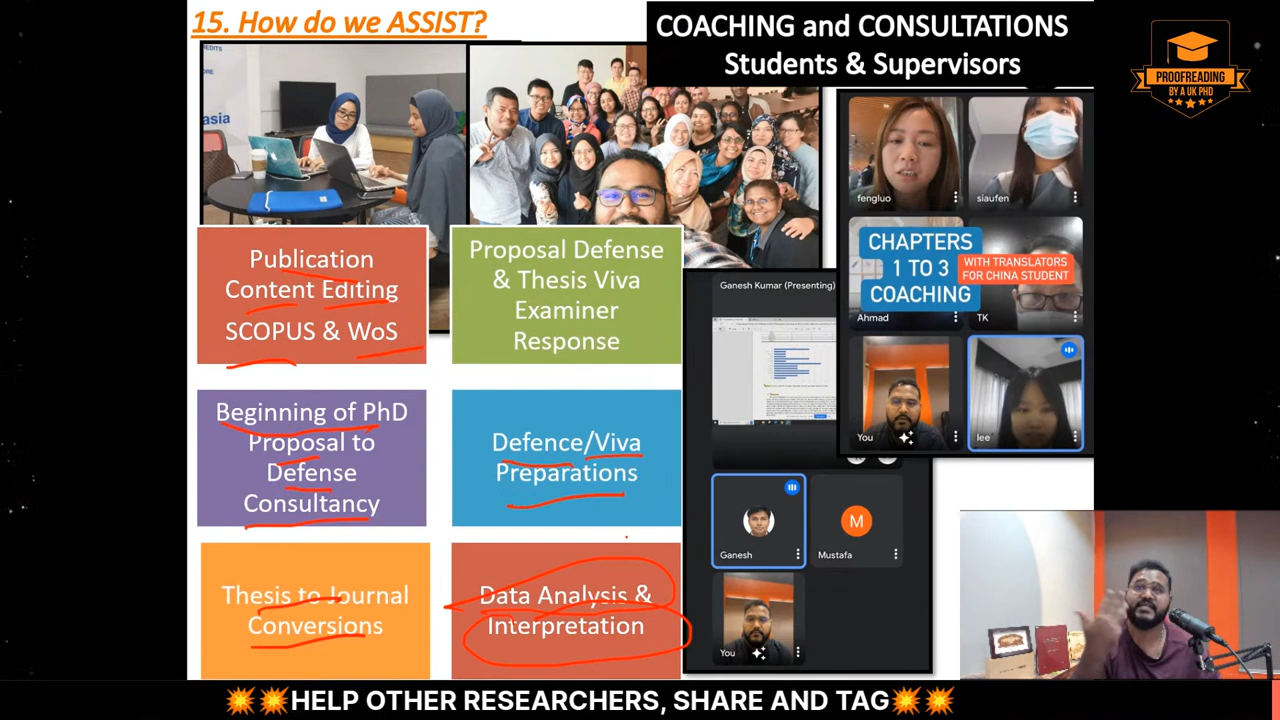 15. How do we ASSIST?
COACHING and CONSULTATIONS
Students & Supervisors
PROOFREADING
BY A UK PHD
asia
fengluo
siaufen
CHAPTERS
1 TO 3
COACHING
WITH TRANSLATORS
FOR CHINA STUDENT
Ahmad
TK
You
lee
Publication
Content Editing
SCOPUS & WoS
Proposal Defense
& Thesis Viva
Examiner
Response
Beginning of PhD
Proposal to
Defense
Consultancy
Defence/Viva
Preparations
Thesis to Journal
Conversions
Data Analysis &
Interpretation
Ganesh Kumar (Presenting)
Ganesh
M
Mustafa
You
💥💥HELP OTHER RESEARCHERS, SHARE AND TAG💥💥